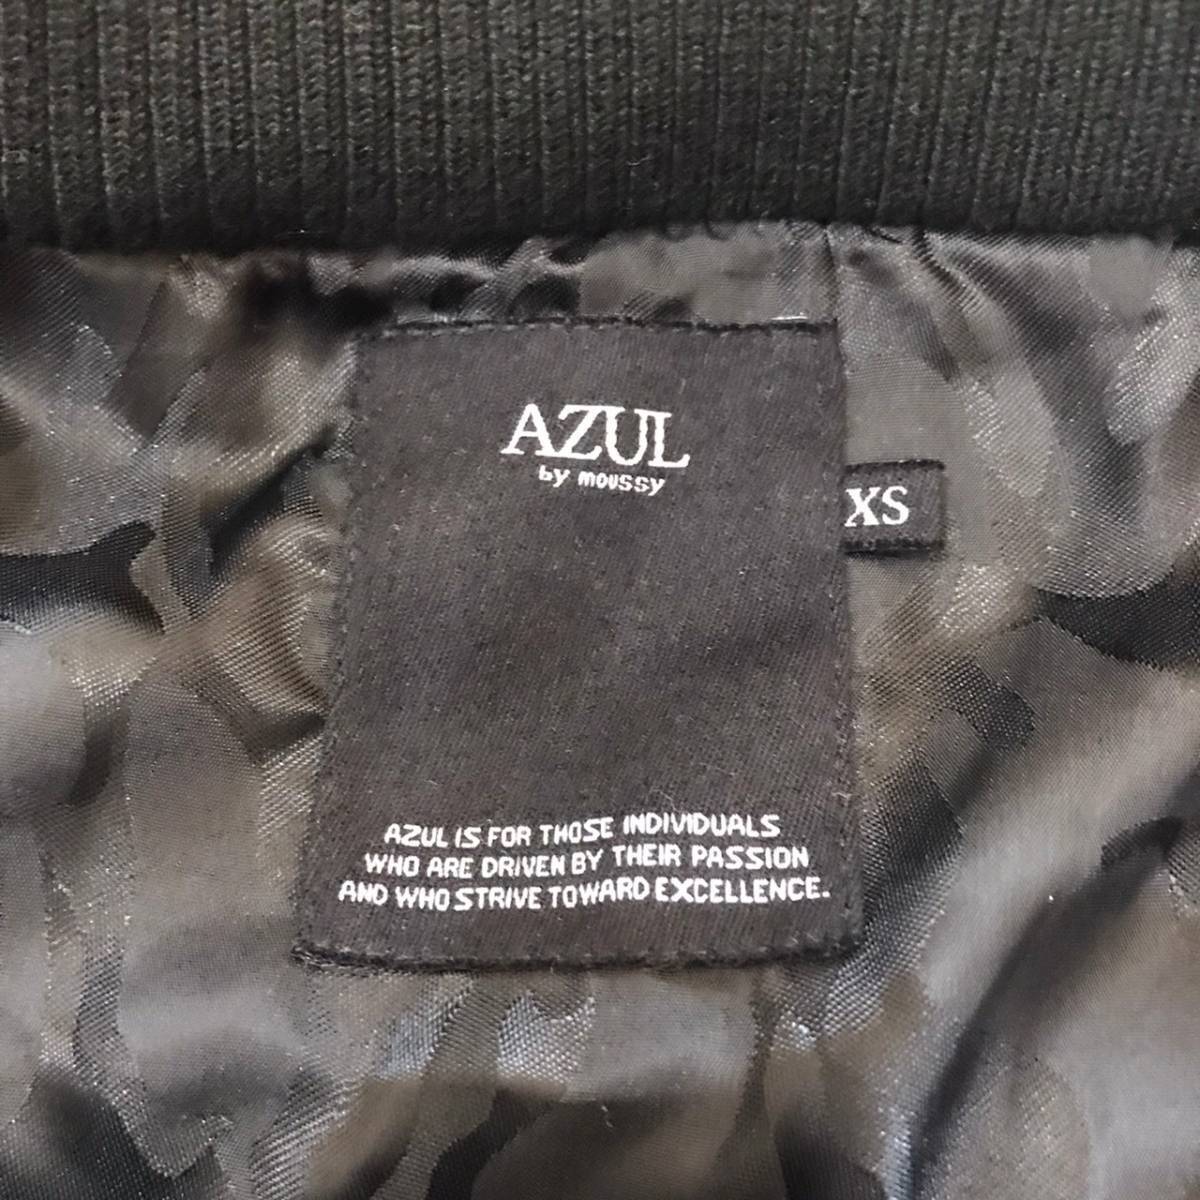 AZUL
by moussy
XS
AZUL IS FOR THOSE INDIVIDUALS
WHO ARE DRIVEN BY THEIR PASSION
AND WHO STRIVE TOWARD EXCELLENCE.